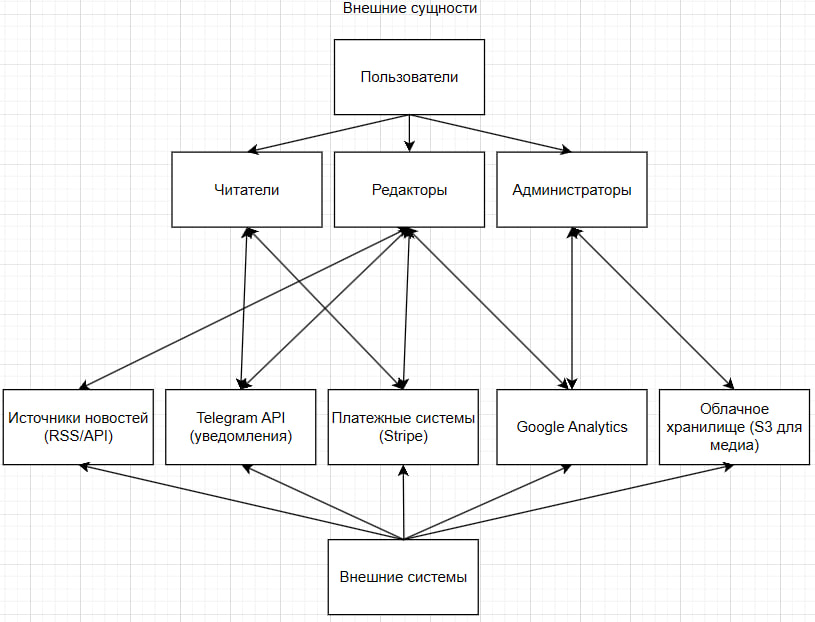 Внешние сущности
Пользователи
Читатели
Редакторы
Администраторы
Источники новостей
(RSS/API)
Telegram API
(уведомления)
Платежные системы
(Stripe)
Google Analytics
Облачное
хранилище (S3 для
медиа)
Внешние системы